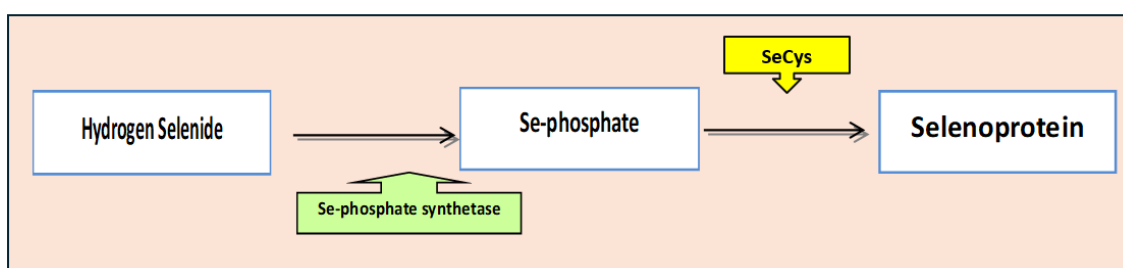 SeCys
Hydrogen Selenide
Se-phosphate
Selenoprotein
Se-phosphate synthetase